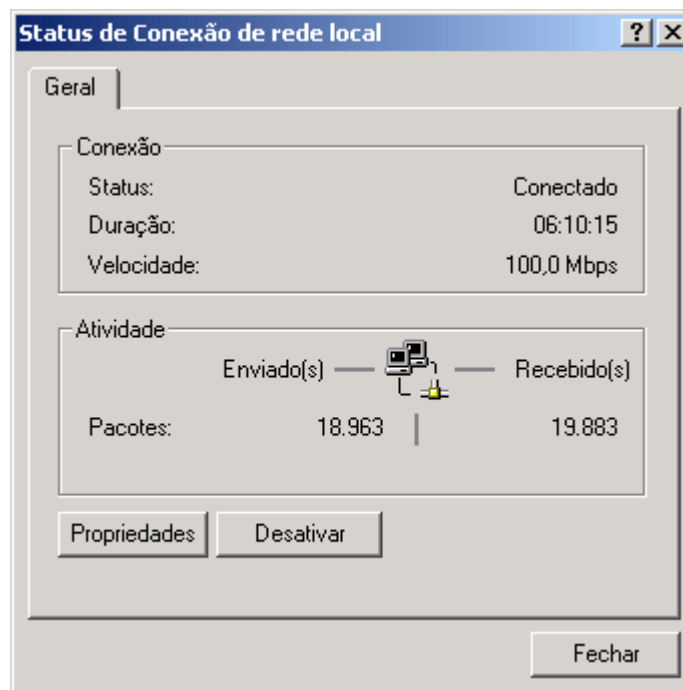 Status de Conexão de rede local
Geral
Conexão
Status: Conectado
Duração: 06:10:15
Velocidade: 100,0 Mbps
Atividade
Enviado(s) Recebido(s)
Pacotes: 18.963 19.883
Propriedades Desativar
Fechar